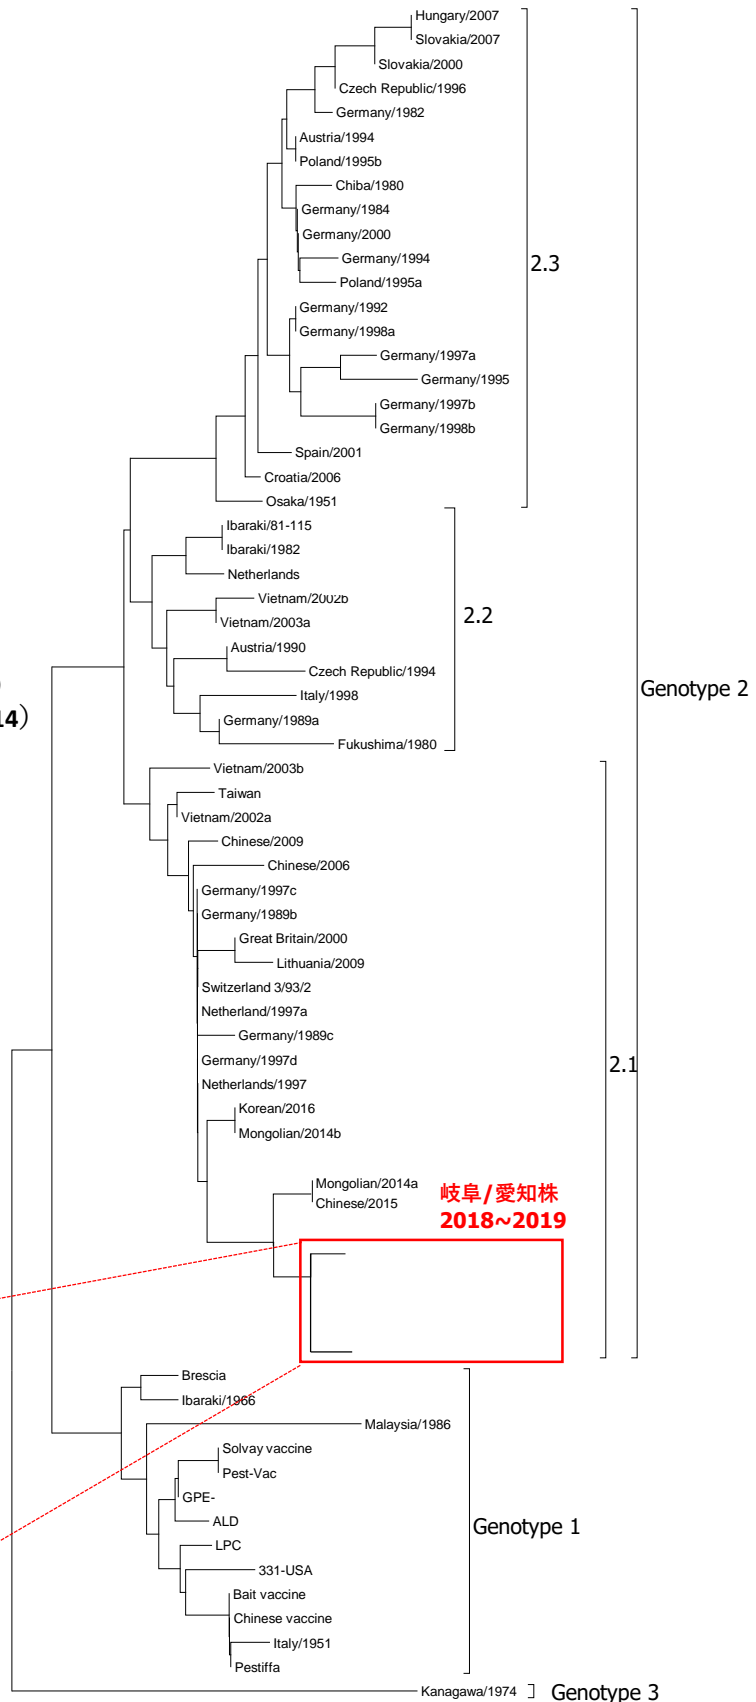 Hungary/2007
Slovakia/2007
Slovakia/2000
Czech Republic/1996
Germany/1982
Austria/1994
Poland/1995b
Chiba/1980
Germany/1984
Germany/2000
Germany/1994
2.3
Poland/1995a
Germany/1992
Germany/1998a
Germany/1997a
Germany/1995
Germany/1997b
Germany/1998b
Spain/2001
Croatia/2006
Osaka/1951
Ibaraki/81-115
Ibaraki/1982
Netherlands
Vietnam/2002b
2.2
Vietnam/2003a
Austria/1990
Czech Republic/1994
Genotype 2
Italy/1998
14）
Germany/1989a
Fukushima/1980
Vietnam/2003b
Taiwan
Vietnam/2002a
Chinese/2009
Chinese/2006
Germany/1997c
Germany/1989b
Great Britain/2000
Lithuania/2009
Switzerland 3/93/2
Netherland/1997a
Germany/1989c
Germany/1997d
2.1
Netherlands/1997
Korean/2016
Mongolian/2014b
Mongolian/2014a
Chinese/2015
岐阜/愛知株
2018~2019
Brescia
Ibaraki/1966
Malaysia/1986
Solvay vaccine
Pest-Vac
GPE-
ALD
Genotype 1
LPC
331-USA
Bait vaccine
Chinese vaccine
Italy/1951
Pestiffa
Kanagawa/1974
Genotype 3